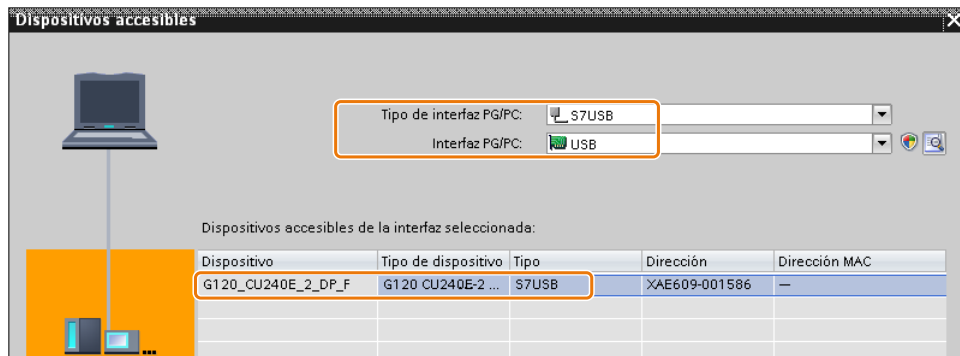 Dispositivos accesibles
Tipo de interfaz PG/PC: S7USB
Interfaz PG/PC: USB
Dispositivos accesibles de la interfaz seleccionada:
Dispositivo Tipo de dispositivo Tipo Dirección Dirección MAC
G120_CU240E_2_DP_F G120 CU240E-2 ... S7USB XAE609-001586 —
...